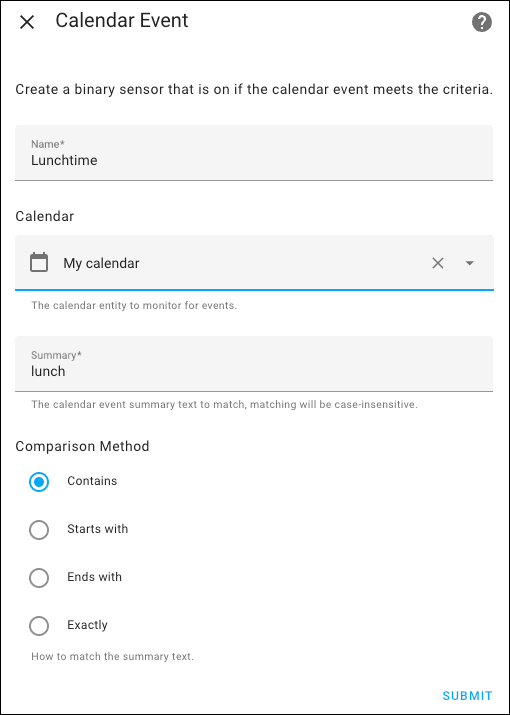 Calendar Event
Create a binary sensor that is on if the calendar event meets the criteria.
Name*
Lunchtime
Calendar
My calendar
The calendar entity to monitor for events.
Summary*
lunch
The calendar event summary text to match, matching will be case-insensitive.
Comparison Method
Contains
Starts with
Ends with
Exactly
How to match the summary text.
SUBMIT